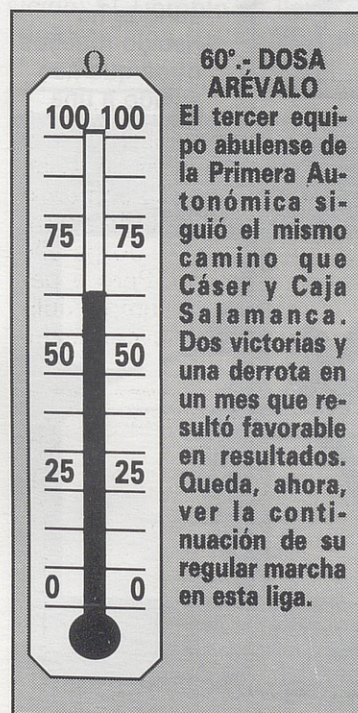 60°.- DOSA
ARÉVALO
El tercer equi-
po abulense de
la Primera Au-
tonómica si-
guió el mismo
camino que
Cáser y Caja
Salamanca.
Dos victorias y
una derrota en
un mes que re-
sultó favorable
en resultados.
Queda, ahora,
ver la conti-
nuación de su
regular marcha
en esta liga.
100 100
75 75
50 50
25 25
0 0